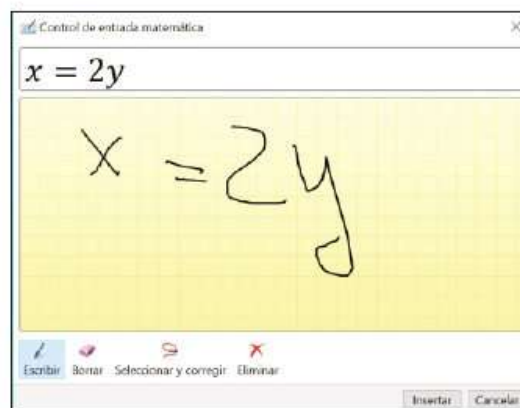 Control de entrada matemática
x = 2y
x = 2y
Escribir Borrar Seleccionar y corregir Eliminar
Insertar Cancelar